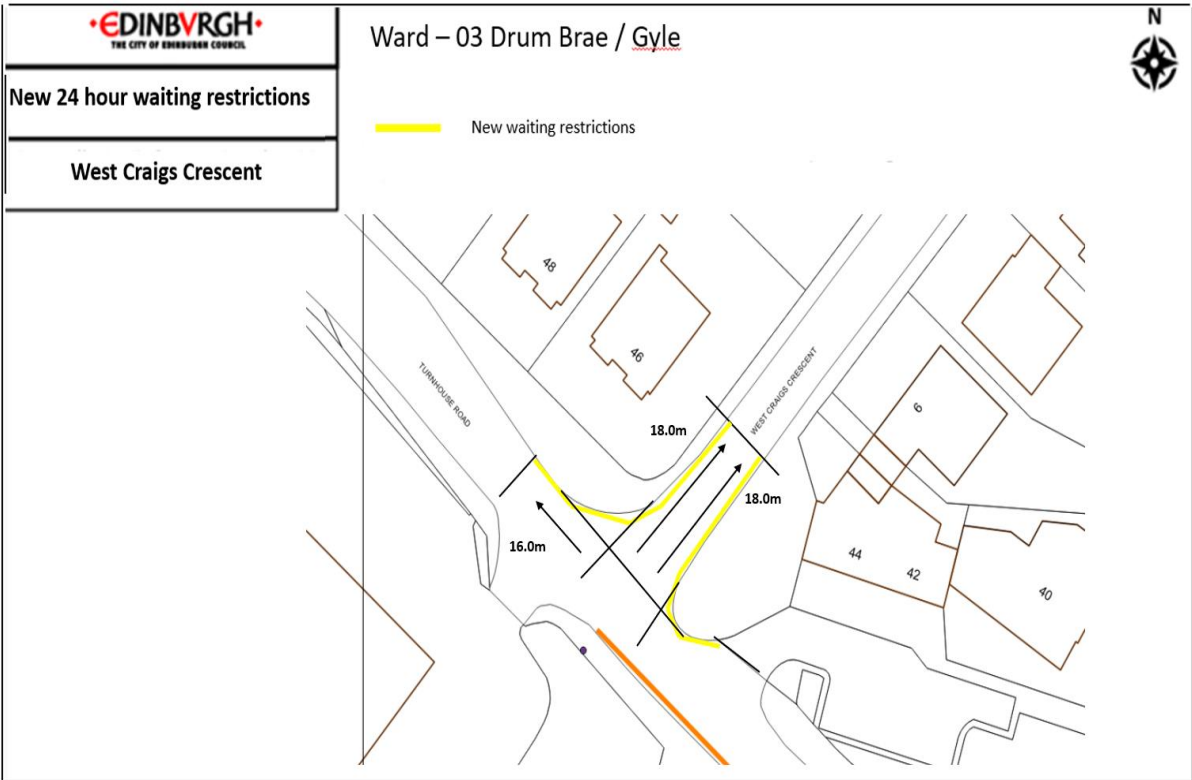 EDINBVRGH
THE CITY OF EDINBURGH COUNCIL
New 24 hour waiting restrictions
West Craigs Crescent
Ward – 03 Drum Brae / Gyle
N
New waiting restrictions
48
46
TURNHOUSE ROAD
WEST CRAIGS CRESCENT
6
18.0m
18.0m
16.0m
44
42
40